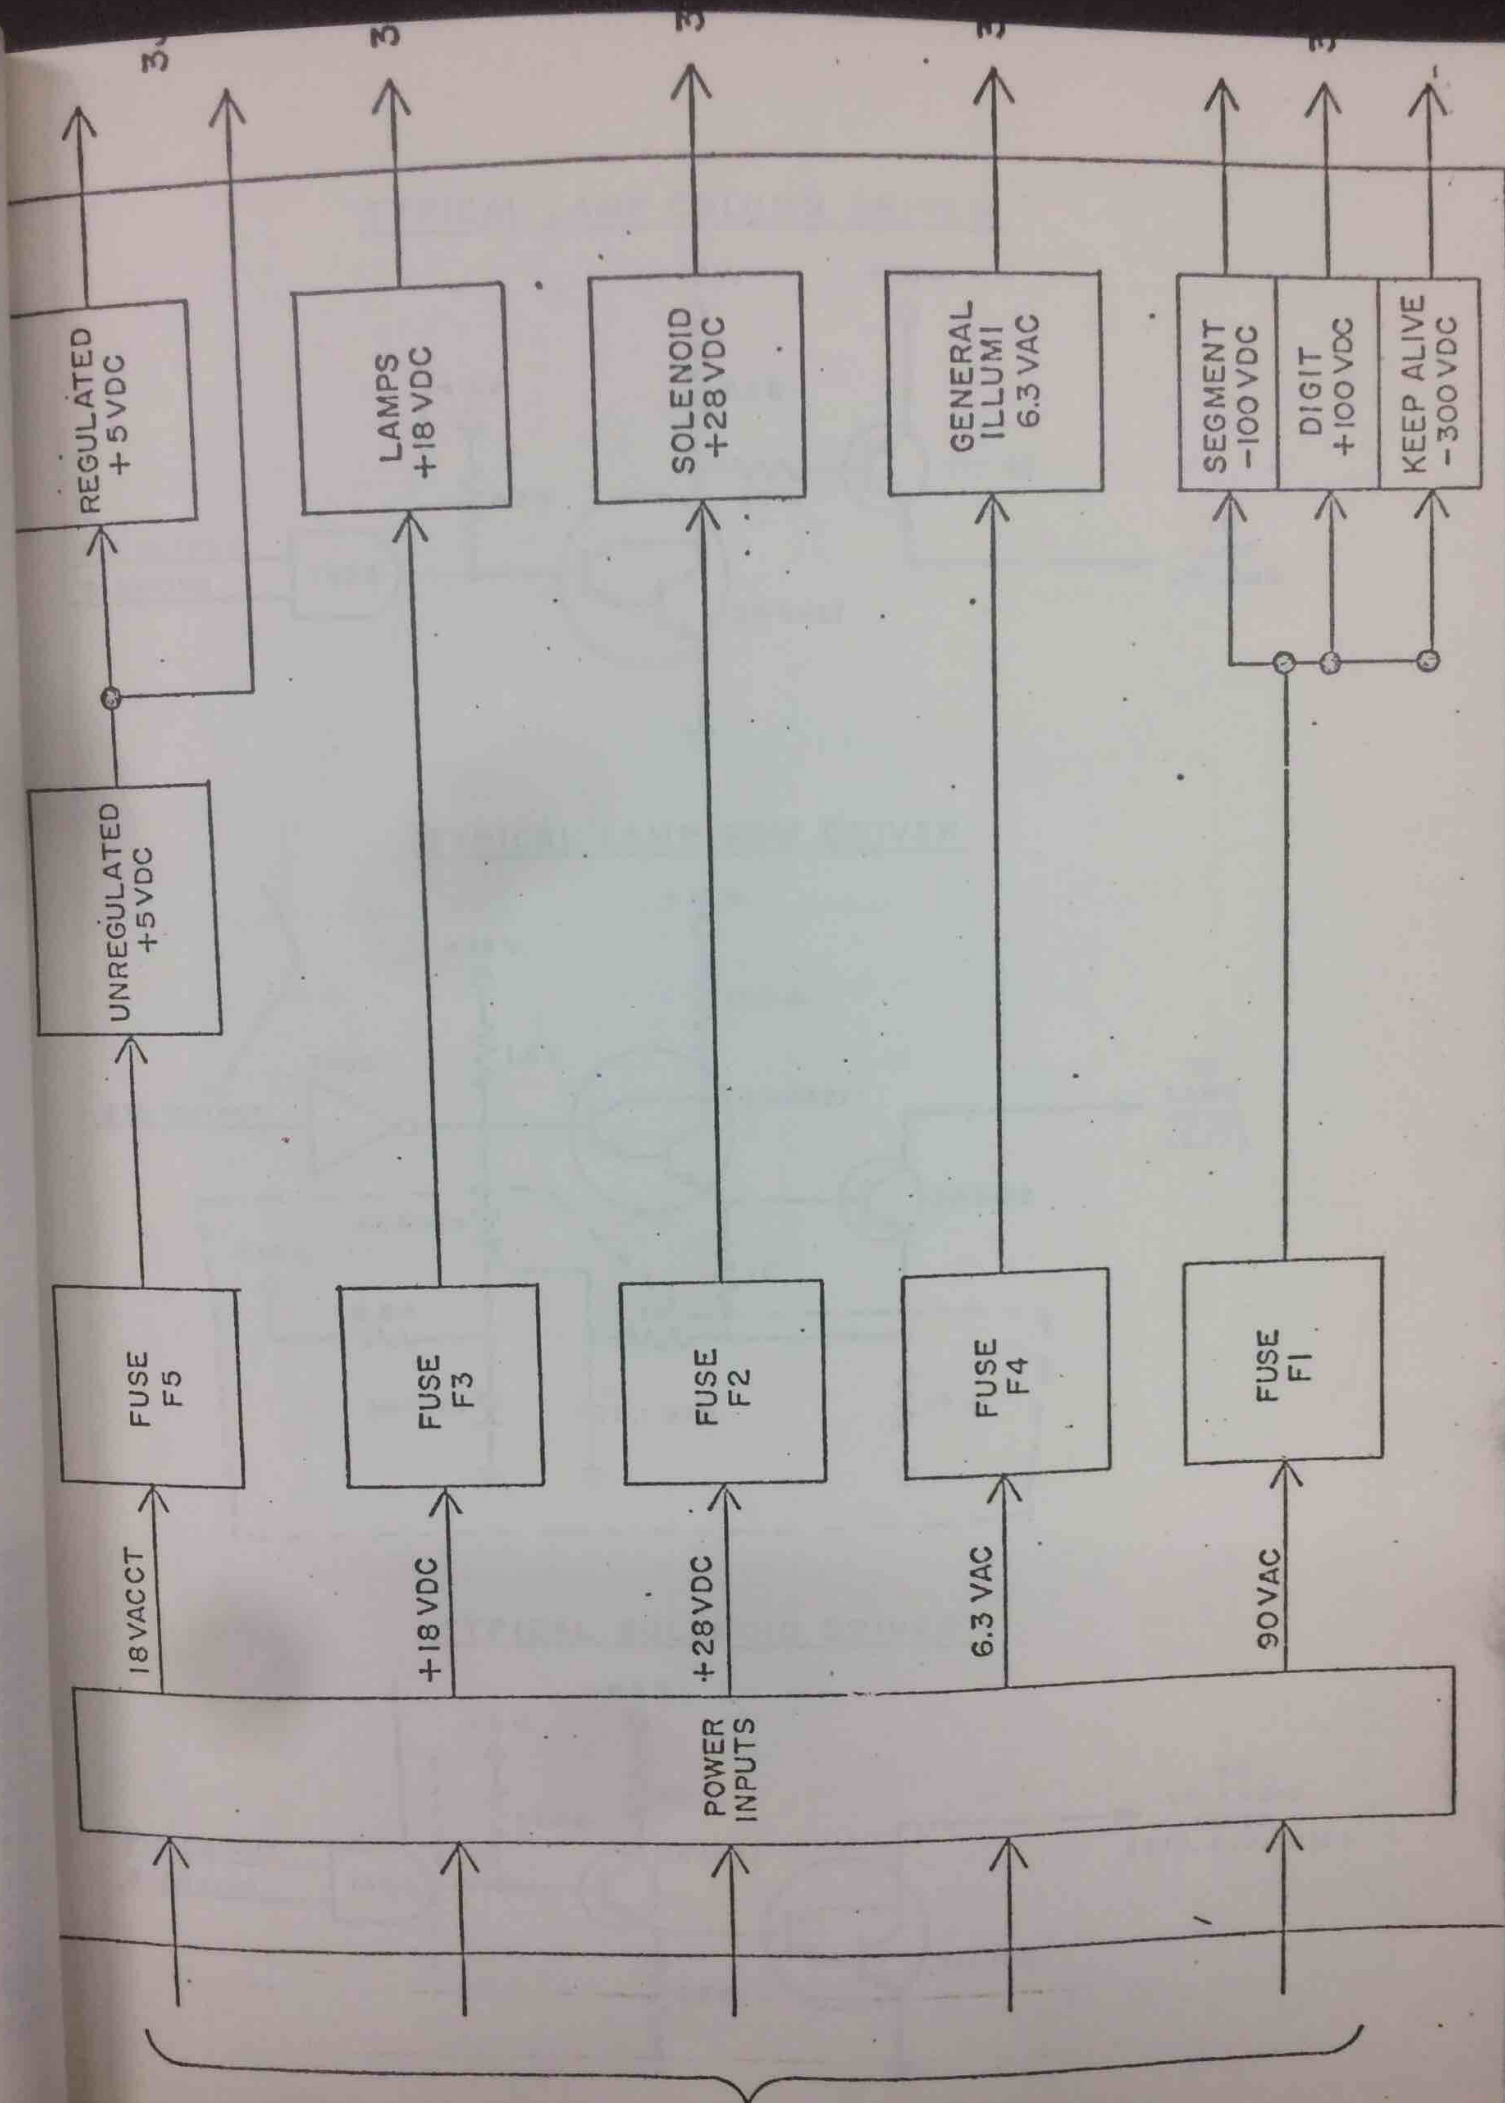 REGULATED
+5VDC
LAMPS
+18 VDC
SOLENOID
+28VDC
GENERAL
ILLUMI
6.3 VAC
SEGMENT
-100VDC
DIGIT
+100VDC
KEEP ALIVE
-300VDC
UNREGULATED
+5VDC
FUSE
F5
FUSE
F3
FUSE
F2
FUSE
F4
FUSE
F1
18VACCT
+18VDC
+28VDC
6.3 VAC
90VAC
POWER
INPUTS